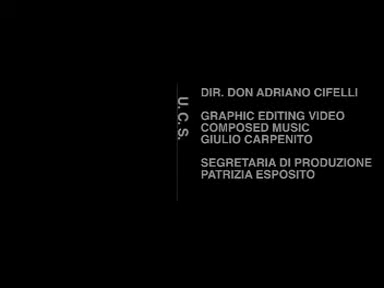 U.C.S.
DIR. DON ADRIANO CIFELLI
GRAPHIC EDITING VIDEO
COMPOSED MUSIC
GIULIO CARPENITO
SEGRETARIA DI PRODUZIONE
PATRIZIA ESPOSITO